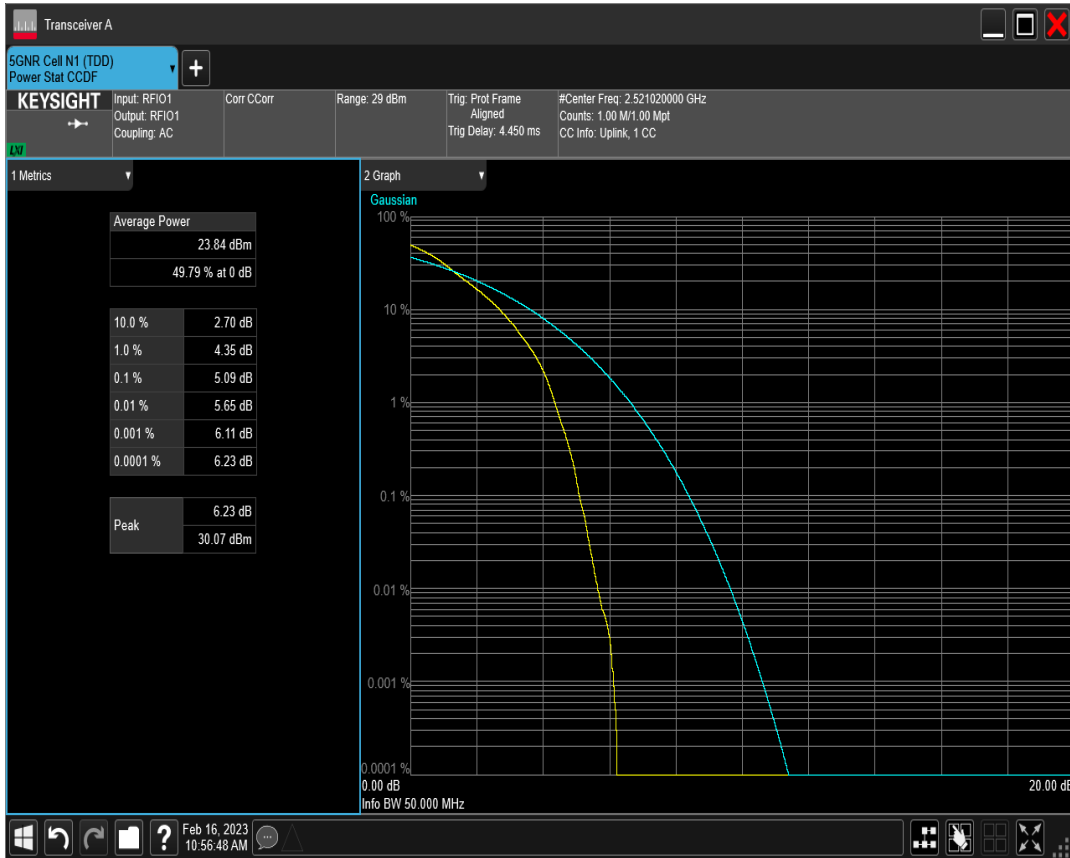 Transceiver A
5GNR Cell N1 (TDD)
Power Stat CCDF
+
KEYSIGHT
LXI
Input: RFIO1
Output: RFIO1
Coupling: AC
Corr CCorr
Range: 29 dBm
Trig: Prot Frame
Aligned
Trig Delay: 4.450 ms
#Center Freq: 2.521020000 GHz
Counts: 1.00 M/1.00 Mpt
CC Info: Uplink, 1 CC
1 Metrics
Average Power
23.84 dBm
49.79 % at 0 dB
10.0 % 2.70 dB
1.0 % 4.35 dB
0.1 % 5.09 dB
0.01 % 5.65 dB
0.001 % 6.11 dB
0.0001 % 6.23 dB
Peak
6.23 dB
30.07 dBm
2 Graph
Gaussian
100 %
10 %
1 %
0.1 %
0.01 %
0.001 %
0.0001 %
0.00 dB
20.00 dB
Info BW 50.000 MHz
?
Feb 16, 2023
10:56:48 AM